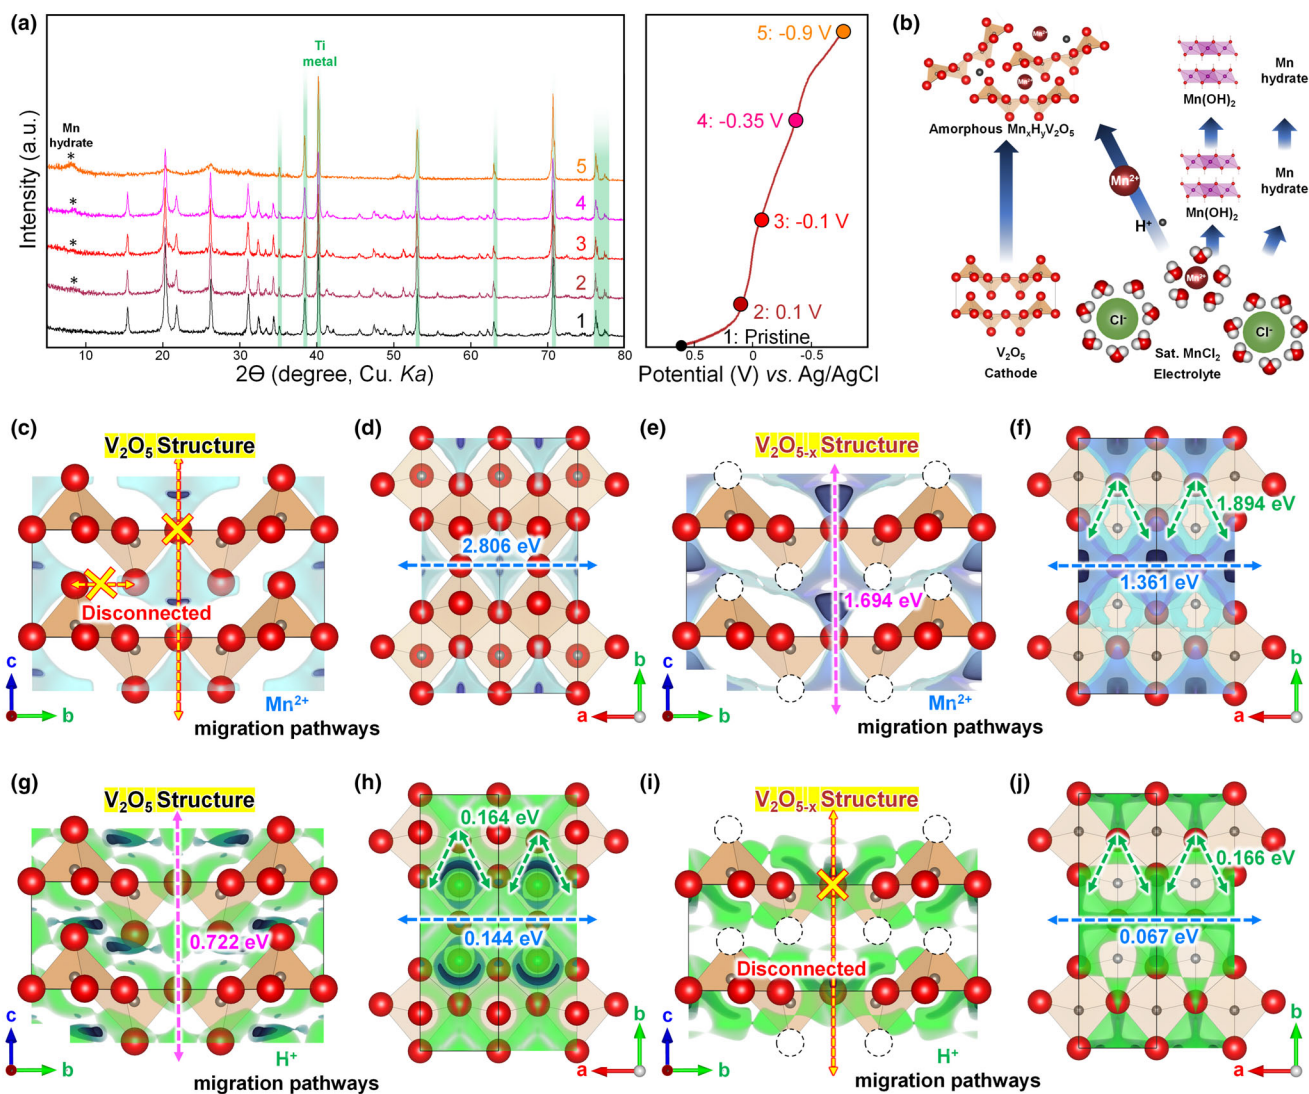 (a)
Intensity (a.u.)
Ti
metal
Mn
hydrate
*
*
*
*
5
4
3
2
1
10 20 30 40 50 60 70 80
2Θ (degree, Cu. Ka)
5: -0.9 V
4: -0.35 V
3: -0.1 V
2: 0.1 V
1: Pristine
0.5 0 -0.5
Potential (V) vs. Ag/AgCl
(b)
Mn²⁺
Mn²⁺
Amorphous MnₓHᵧV₂O₅
Mn(OH)₂
Mn
hydrate
Mn²⁺
H⁺
Mn(OH)₂
Mn
hydrate
V₂O₅
Cathode
Cl⁻
Mn²⁺
Cl⁻
Sat. MnCl₂
Electrolyte
(c)
V₂O₅ Structure
Disconnected
c
b
Mn²⁺
migration pathways
(d)
2.806 eV
b
a
(e)
V₂O₅₋ₓ Structure
1.694 eV
c
b
Mn²⁺
migration pathways
(f)
1.894 eV
1.361 eV
b
a
(g)
V₂O₅ Structure
0.722 eV
c
b
H⁺
migration pathways
(h)
0.164 eV
0.144 eV
b
a
(i)
V₂O₅₋ₓ Structure
Disconnected
c
b
H⁺
migration pathways
(j)
0.166 eV
0.067 eV
b
a